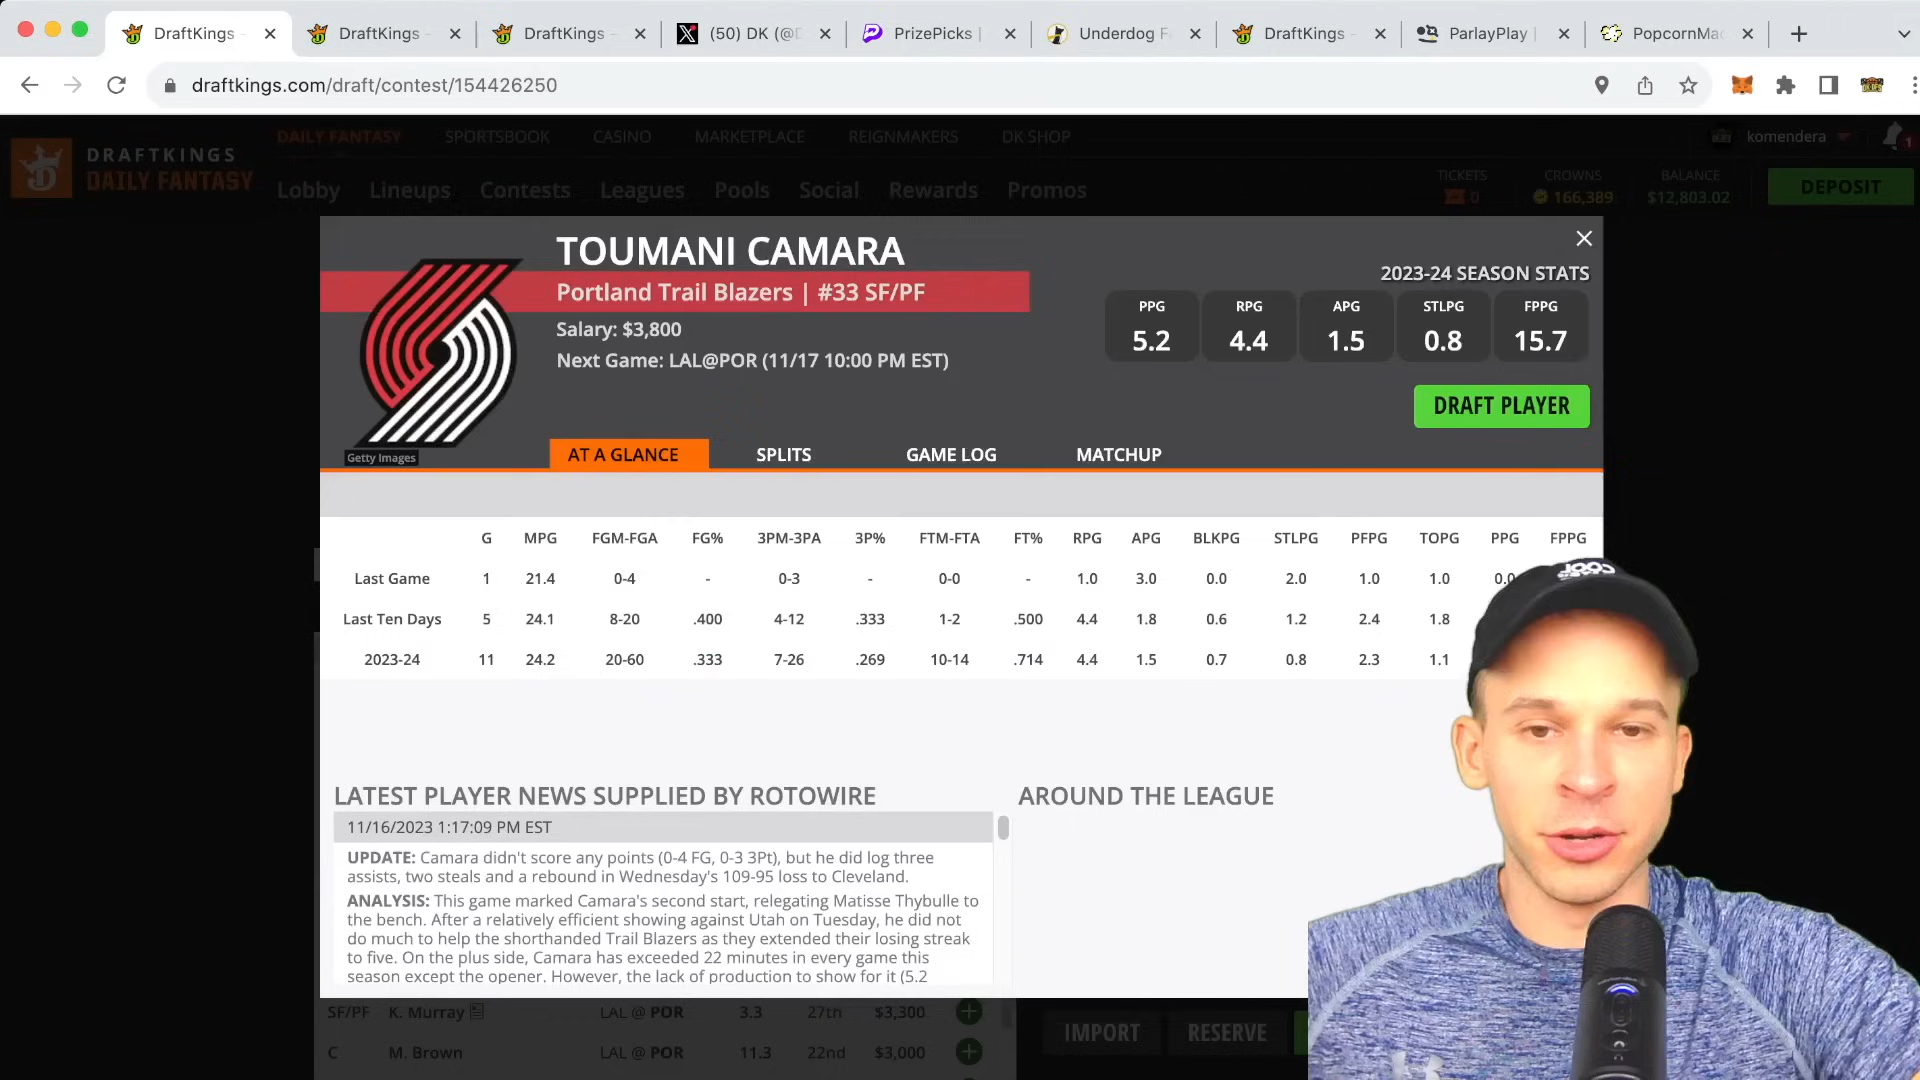 DraftKings -
DraftKings -
DraftKings -
(50) DK (@D
PrizePicks |
Underdog F
DraftKings -
ParlayPlay |
PopcornMa
draftkings.com/draft/contest/154426250
DAILY FANTASY
SPORTSBOOK
CASINO
MARKETPLACE
REIGNMAKERS
DK SHOP
komendera
1
DRAFTKINGS
DAILY FANTASY
Lobby
Lineups
Contests
Leagues
Pools
Social
Rewards
Promos
TICKETS
0
CROWNS
166,389
BALANCE
$12,803.02
DEPOSIT
TOUMANI CAMARA
Portland Trail Blazers | #33 SF/PF
Salary: $3,800
Next Game: LAL@POR (11/17 10:00 PM EST)
Getty Images
2023-24 SEASON STATS
PPG RPG APG STLPG FPPG
5.2 4.4 1.5 0.8 15.7
DRAFT PLAYER
AT A GLANCE
SPLITS
GAME LOG
MATCHUP
G MPG FGM-FGA FG% 3PM-3PA 3P% FTM-FTA FT% RPG APG BLKPG STLPG PFPG TOPG PPG FPPG
Last Game 1 21.4 0-4 - 0-3 - 0-0 - 1.0 3.0 0.0 2.0 1.0 1.0 0.0
Last Ten Days 5 24.1 8-20 .400 4-12 .333 1-2 .500 4.4 1.8 0.6 1.2 2.4 1.8
2023-24 11 24.2 20-60 .333 7-26 .269 10-14 .714 4.4 1.5 0.7 0.8 2.3 1.1
LATEST PLAYER NEWS SUPPLIED BY ROTOWIRE
AROUND THE LEAGUE
11/16/2023 1:17:09 PM EST
UPDATE: Camara didn't score any points (0-4 FG, 0-3 3Pt), but he did log three
assists, two steals and a rebound in Wednesday's 109-95 loss to Cleveland.
ANALYSIS: This game marked Camara's second start, relegating Matisse Thybulle to
the bench. After a relatively efficient showing against Utah on Tuesday, he did not
do much to help the shorthanded Trail Blazers as they extended their losing streak
to five. On the plus side, Camara has exceeded 22 minutes in every game this
season except the opener. However, the lack of production to show for it (5.2
SF/PF K. Murray LAL @ POR 3.3 27th $3,300
C M. Brown LAL @ POR 11.3 22nd $3,000
IMPORT
RESERVE
COOL